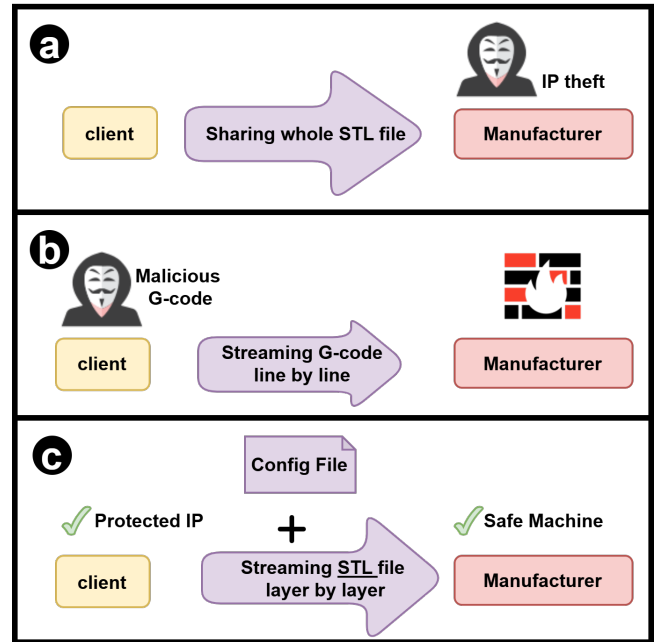 a
IP theft
client
Sharing whole STL file
Manufacturer
b
Malicious
G-code
client
Streaming G-code
line by line
Manufacturer
c
Config File
Protected IP
+
Safe Machine
client
Streaming STL file
layer by layer
Manufacturer